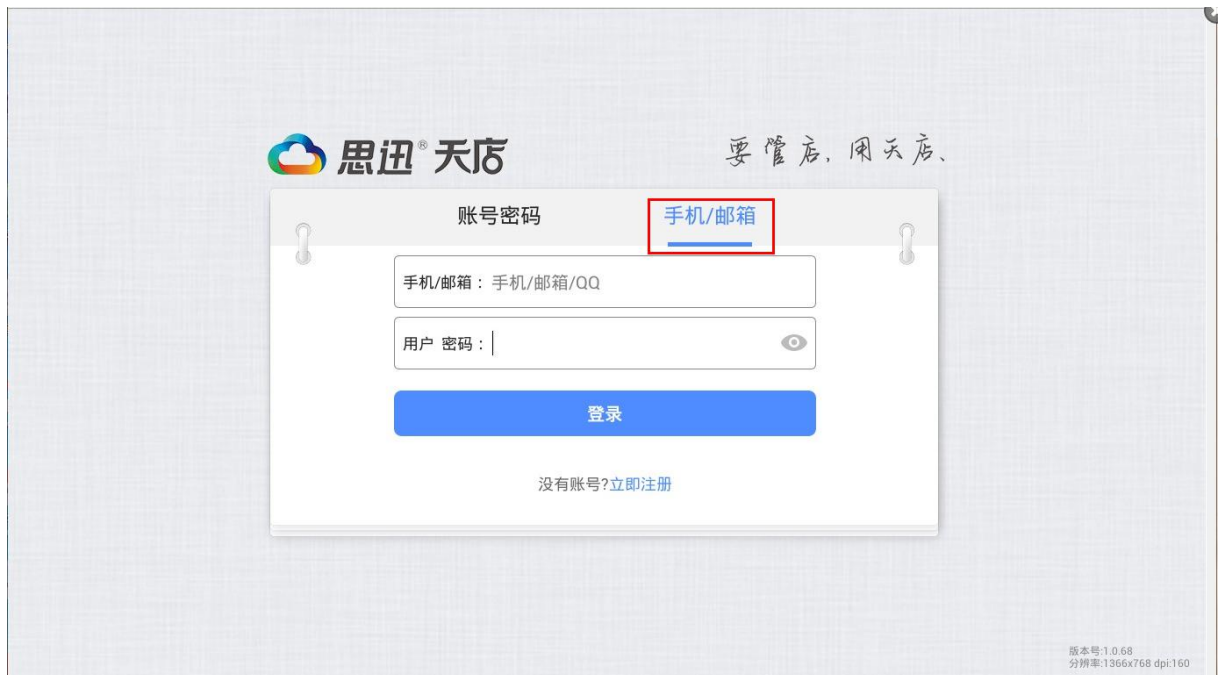 思迅®天店
要管店,用天店、
账号密码
手机/邮箱
手机/邮箱：手机/邮箱/QQ
用户 密码：
登录
没有账号?立即注册
版本号:1.0.68
分辨率:1366x768 dpi:160